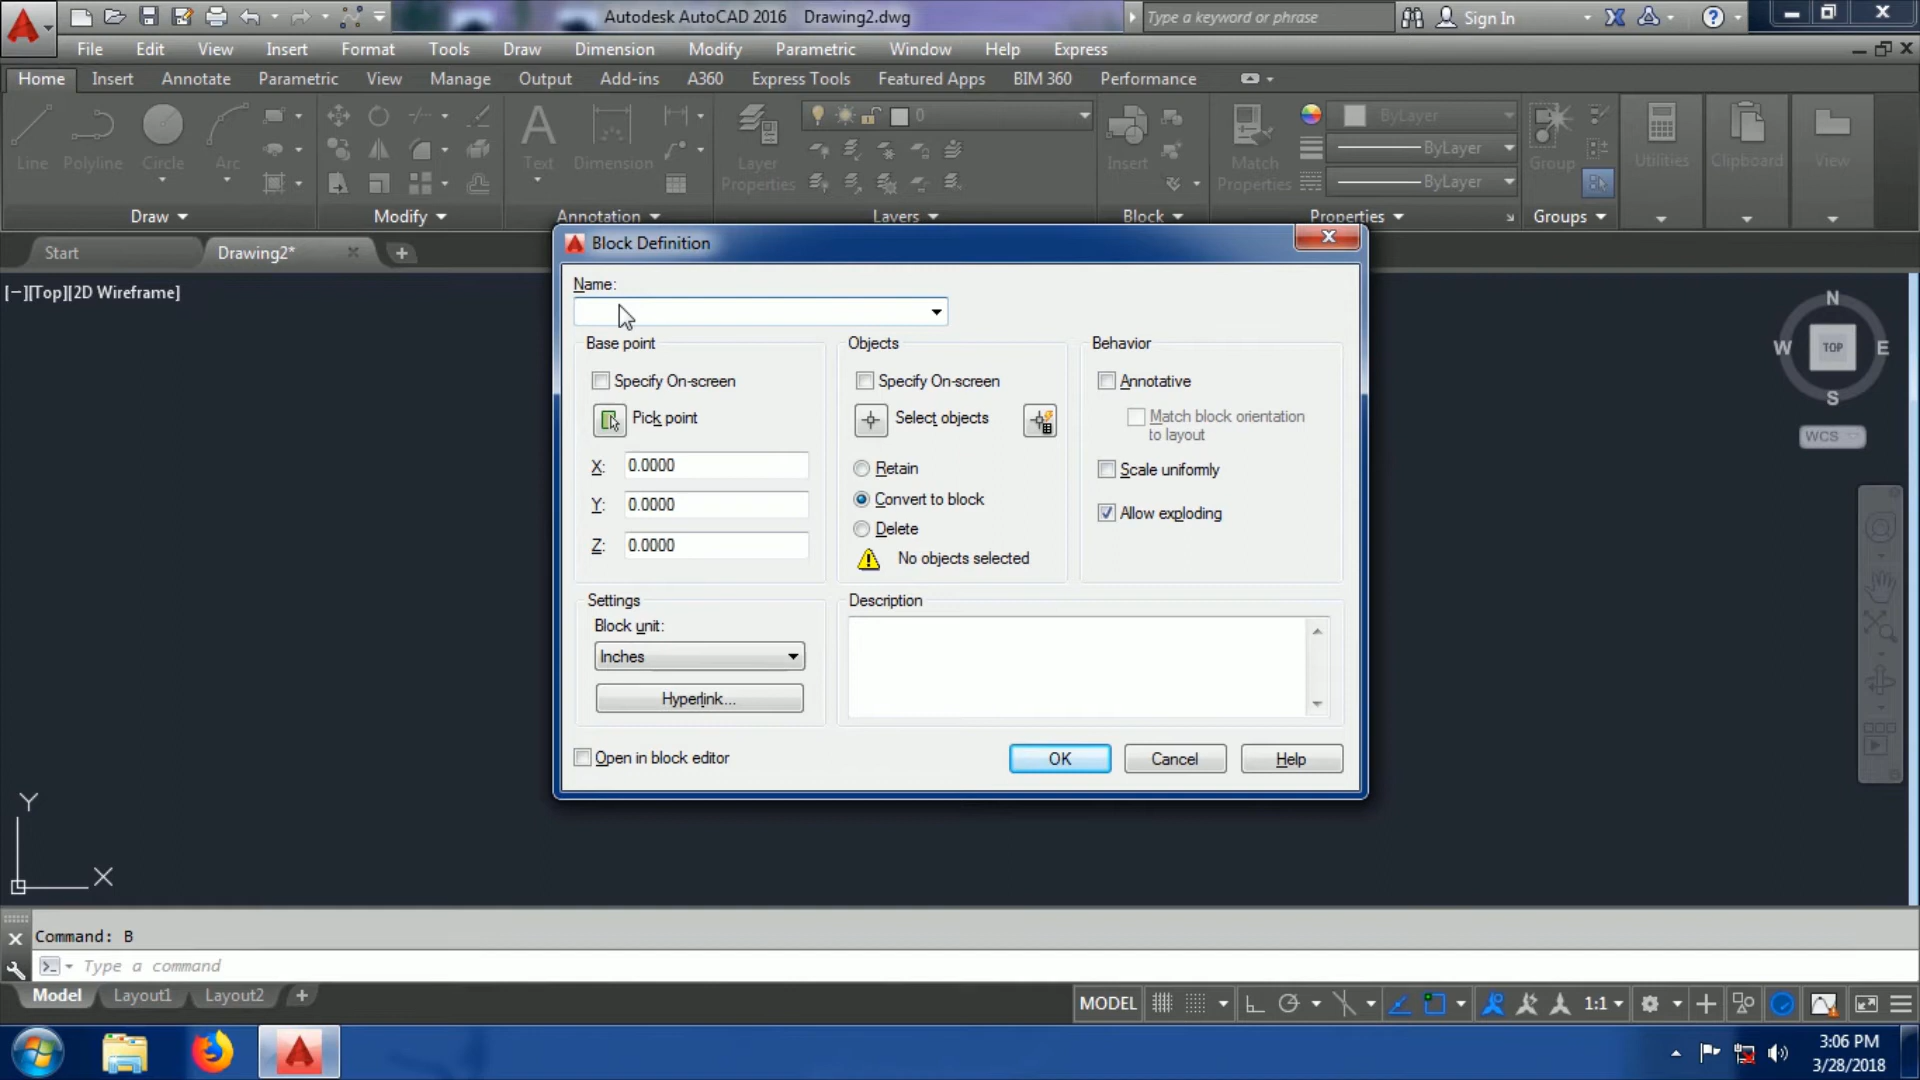 Autodesk AutoCAD 2016 Drawing2.dwg
Type a keyword or phrase
Sign In
File Edit View Insert Format Tools Draw Dimension Modify Parametric Window Help Express
Home Insert Annotate Parametric View Manage Output Add-ins A360 Express Tools Featured Apps BIM 360 Performance
0
ByLayer
ByLayer
ByLayer
Line Polyline Circle Arc Text Dimension Layer Properties Insert Match Properties Group Utilities Clipboard View
Draw Modify Annotation Layers Block Properties Groups
Start Drawing2*
[−][Top][2D Wireframe]
Block Definition
Name:
Base point
Specify On-screen
Pick point
X: 0.0000
Y: 0.0000
Z: 0.0000
Objects
Specify On-screen
Select objects
Retain
Convert to block
Delete
No objects selected
Behavior
Annotative
Match block orientation
to layout
Scale uniformly
Allow exploding
Settings
Block unit:
Inches
Hyperlink...
Description
Open in block editor
OK Cancel Help
N
W TOP E
S
WCS
Y
X
Command: B
Type a command
Model Layout1 Layout2
MODEL 1:1
3:06 PM
3/28/2018